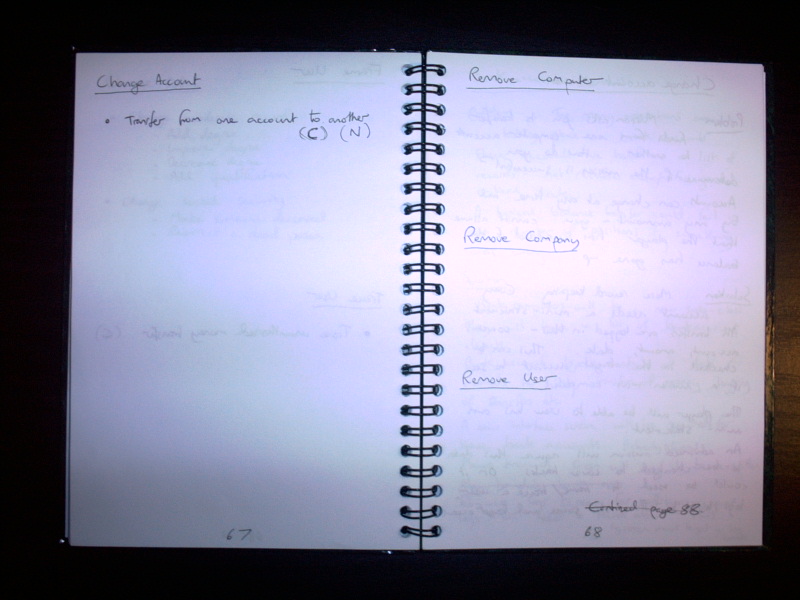 Change Account
• Transfer from one account to another
(C) (N)
67
Remove Computer
Remove Company
Remove User
Continued page 88.
68